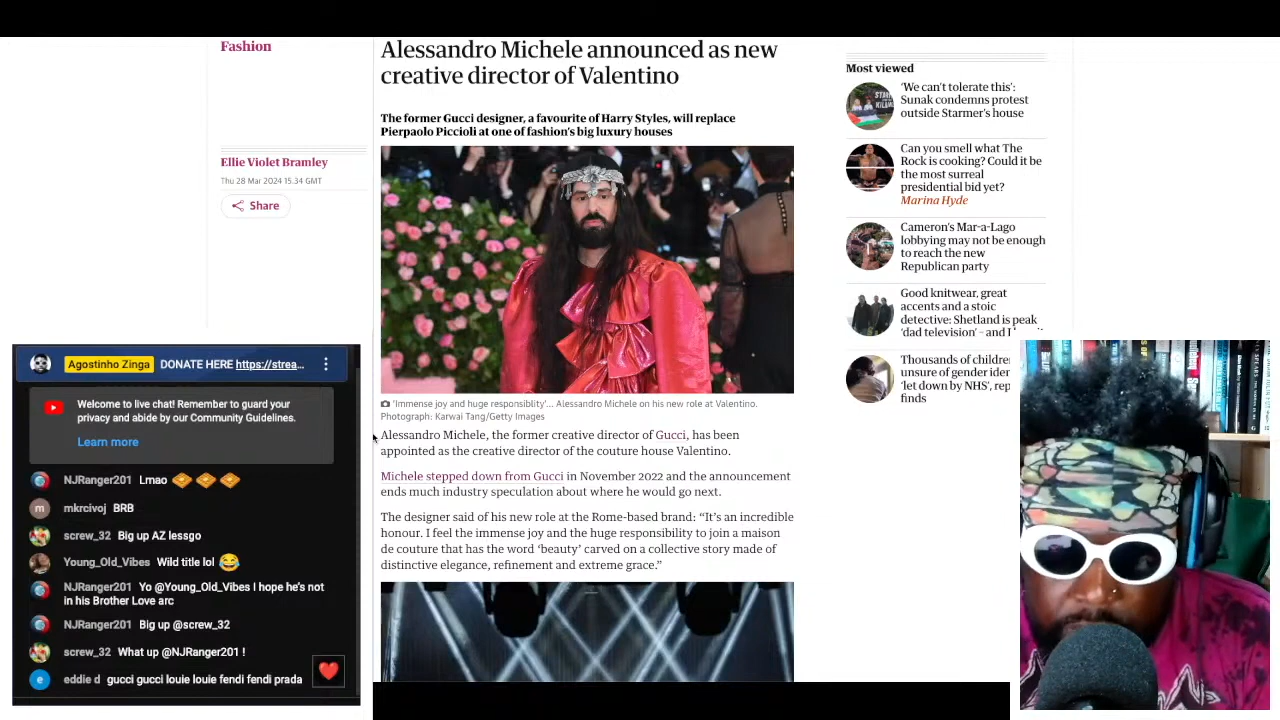 Fashion
Alessandro Michele announced as new
creative director of Valentino
The former Gucci designer, a favourite of Harry Styles, will replace
Pierpaolo Piccioli at one of fashion's big luxury houses
Ellie Violet Bramley
Thu 28 Mar 2024 15.34 GMT
Share
'Immense joy and huge responsiblity'... Alessandro Michele on his new role at Valentino.
Photograph: Karwai Tang/Getty Images
Alessandro Michele, the former creative director of Gucci, has been
appointed as the creative director of the couture house Valentino.
Michele stepped down from Gucci in November 2022 and the announcement
ends much industry speculation about where he would go next.
The designer said of his new role at the Rome-based brand: “It's an incredible
honour. I feel the immense joy and the huge responsibility to join a maison
de couture that has the word ‘beauty’ carved on a collective story made of
distinctive elegance, refinement and extreme grace.”
Most viewed
‘We can't tolerate this’:
Sunak condemns protest
outside Starmer's house
Can you smell what The
Rock is cooking? Could it be
the most surreal
presidential bid yet?
Marina Hyde
Cameron's Mar-a-Lago
lobbying may not be enough
to reach the new
Republican party
Good knitwear, great
accents and a stoic
detective: Shetland is peak
‘dad television’ – and I
Thousands of childre
unsure of gender ider
‘let down by NHS’, rep
finds
Agostinho Zinga DONATE HERE https://strea...
Welcome to live chat! Remember to guard your
privacy and abide by our Community Guidelines.
Learn more
NJRanger201 Lmao
mkrcivoj BRB
screw_32 Big up AZ lessgo
Young_Old_Vibes Wild title lol
NJRanger201 Yo @Young_Old_Vibes I hope he's not
in his Brother Love arc
NJRanger201 Big up @screw_32
screw_32 What up @NJRanger201 !
eddie d gucci gucci louie louie fendi fendi prada